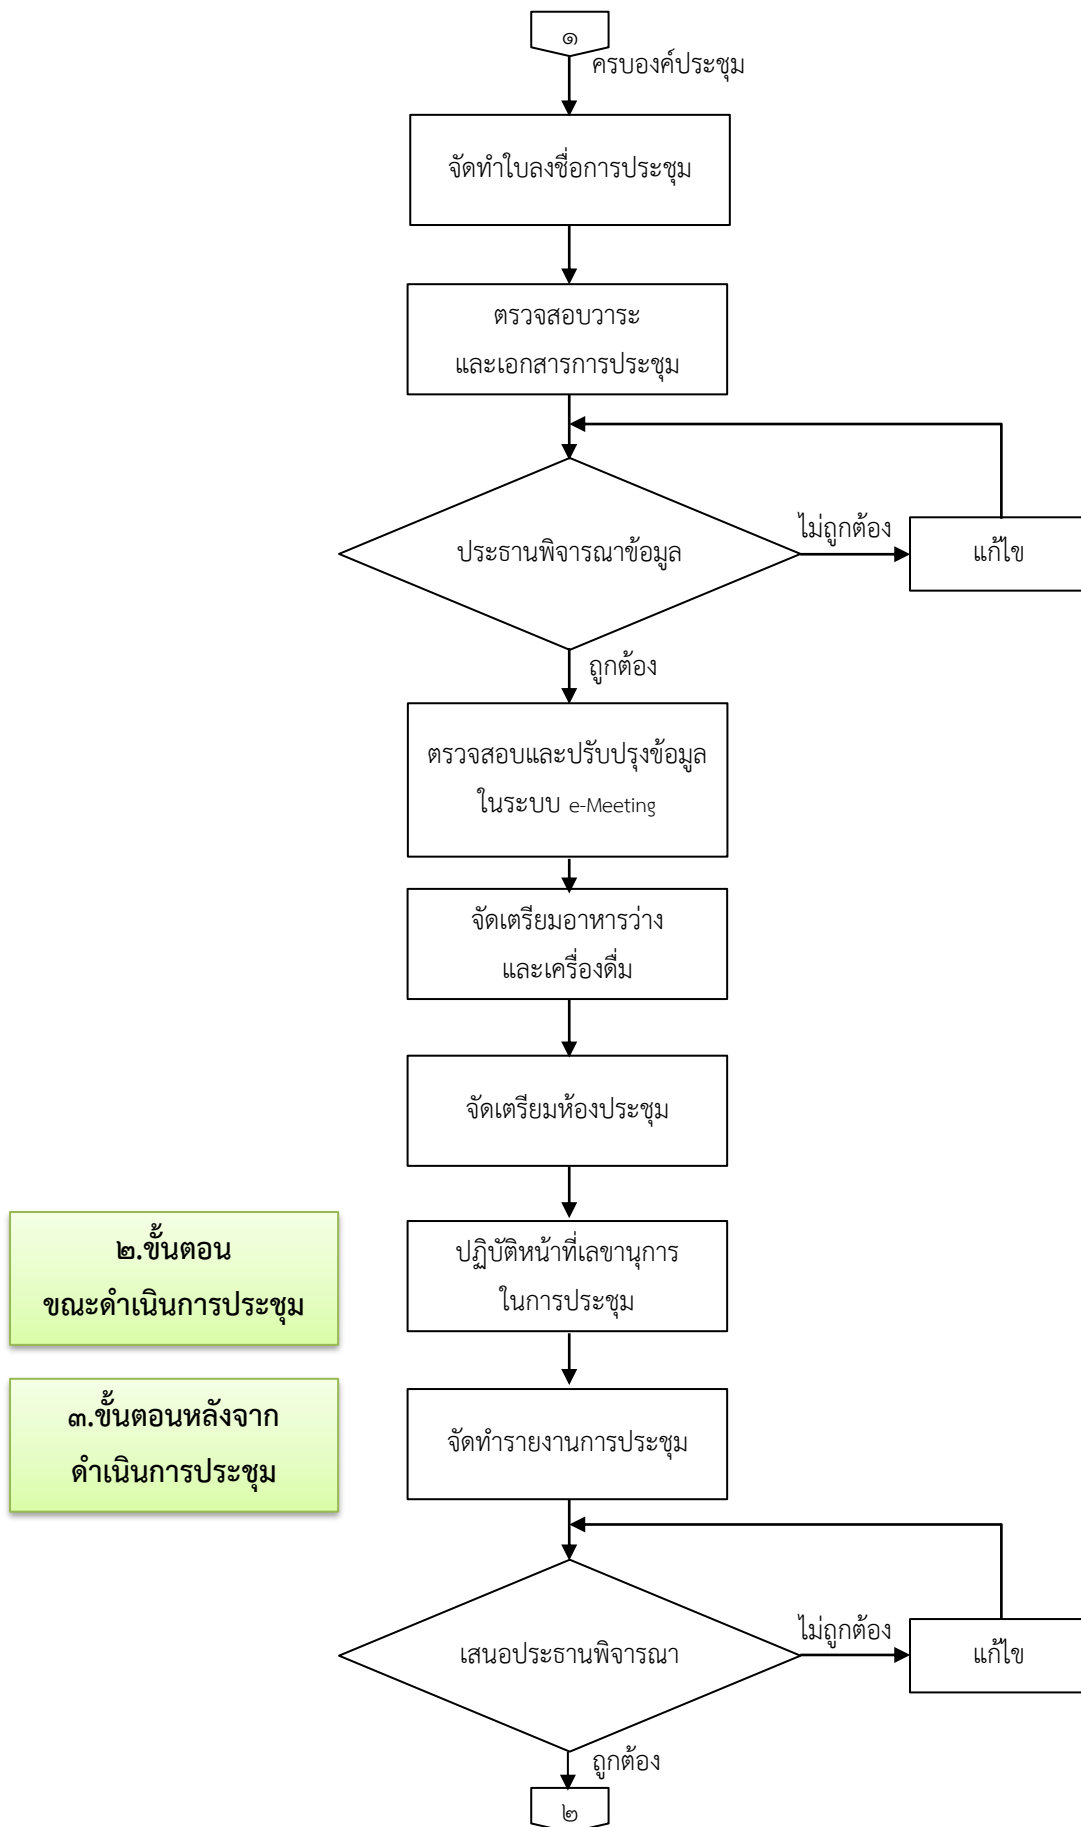 ๑
ครบองค์ประชุม
จัดทำใบลงชื่อการประชุม
ตรวจสอบวาระ
และเอกสารการประชุม
ประธานพิจารณาข้อมูล
ไม่ถูกต้อง
แก้ไข
ถูกต้อง
ตรวจสอบและปรับปรุงข้อมูล
ในระบบ e-Meeting
จัดเตรียมอาหารว่าง
และเครื่องดื่ม
จัดเตรียมห้องประชุม
๒.ขั้นตอน
ขณะดำเนินการประชุม
ปฏิบัติหน้าที่เลขานุการ
ในการประชุม
๓.ขั้นตอนหลังจาก
ดำเนินการประชุม
จัดทำรายงานการประชุม
เสนอประธานพิจารณา
ไม่ถูกต้อง
แก้ไข
ถูกต้อง
๒